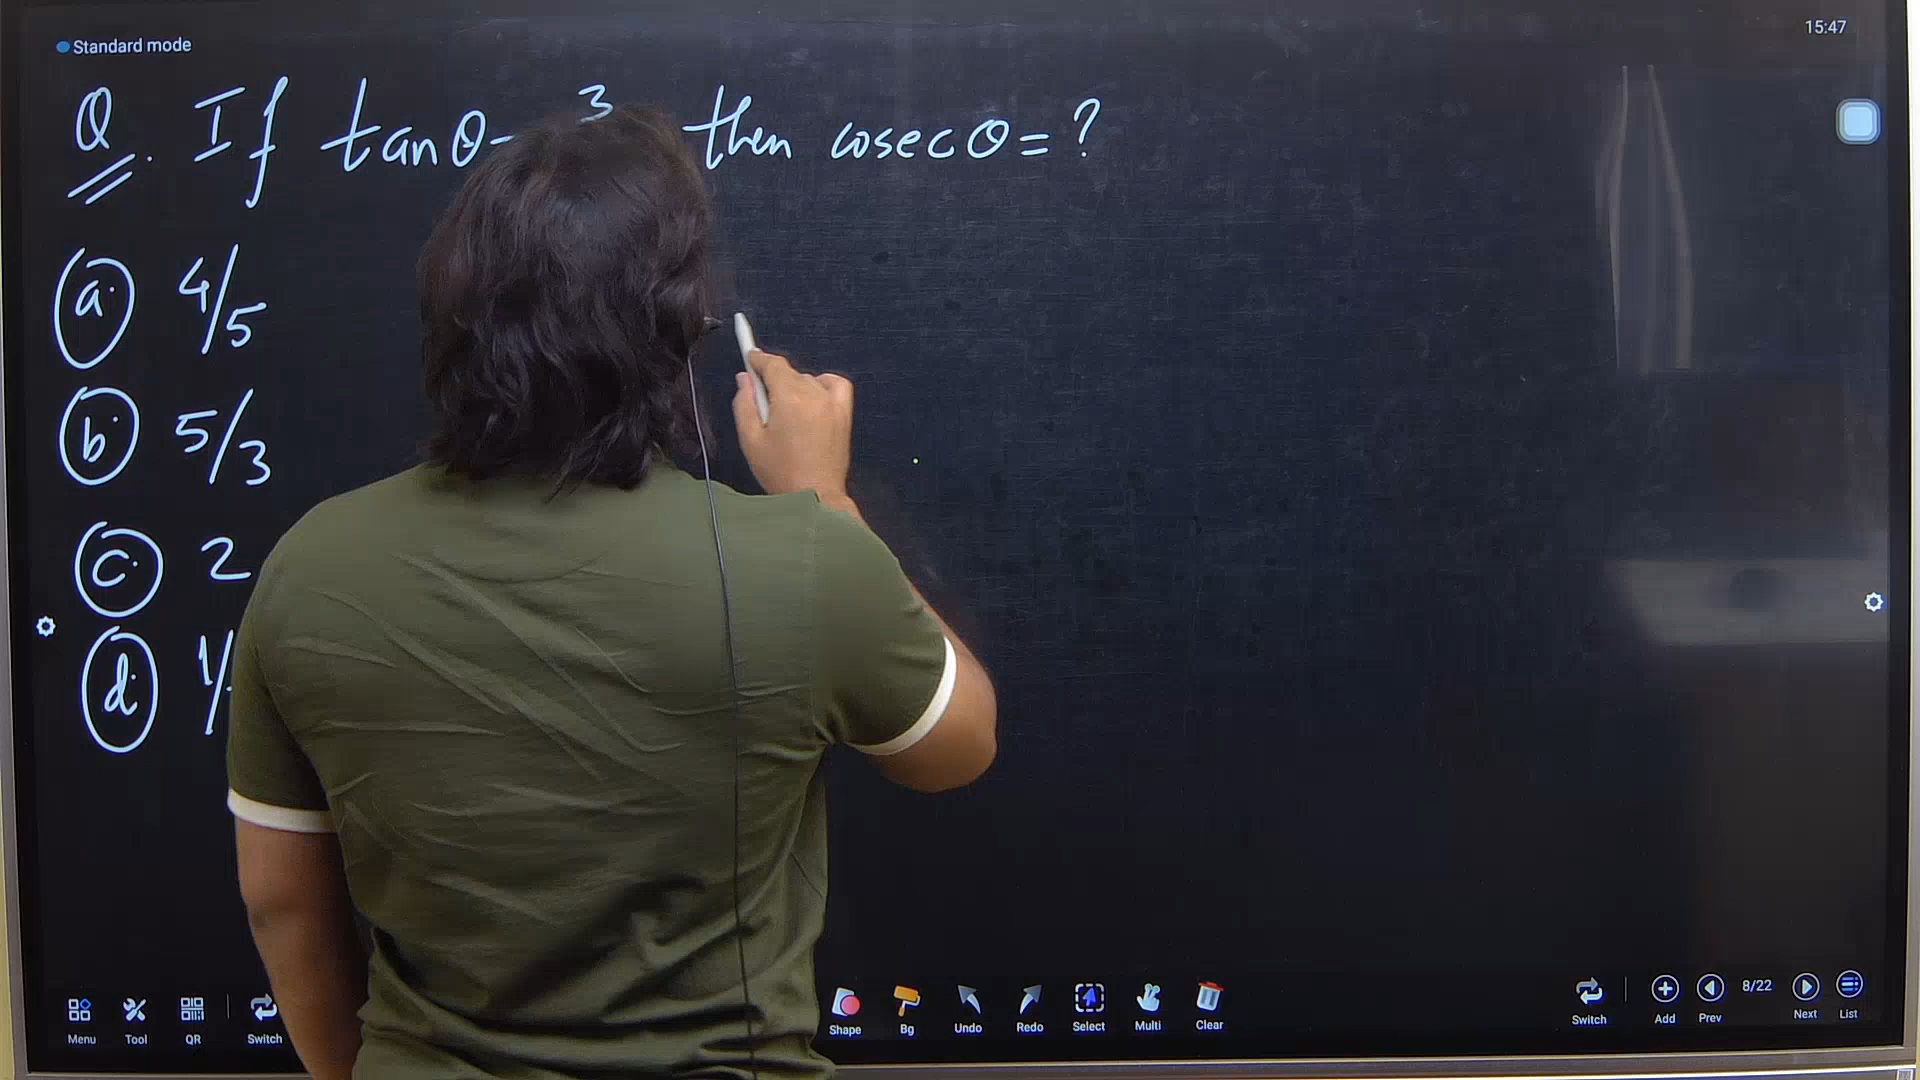 15:47
Standard mode
Q. If tanθ 3 then cosecθ = ?
a. 4/5
b. 5/3
c. 2
d. 1/
8/22
Menu Tool QR Switch Shape Bg Undo Redo Select Multi Clear Switch Add Prev Next List